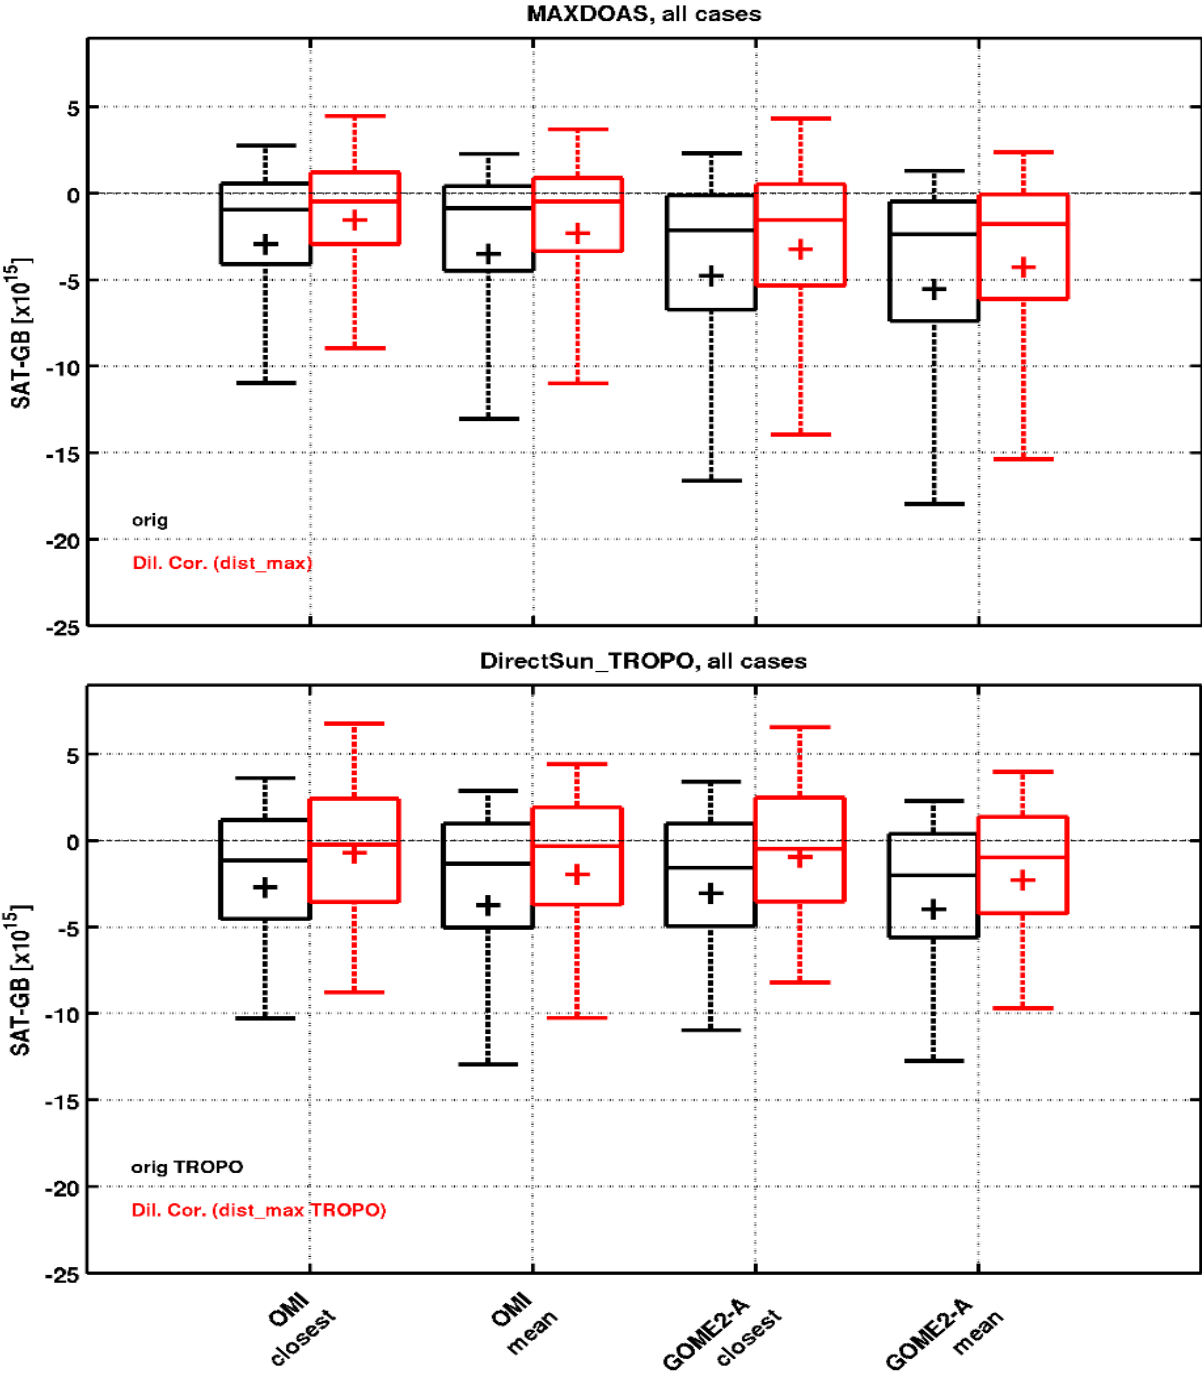 MAXDOAS, all cases
5
0
-5
-10
-15
-20
-25
SAT-GB [x10^15]
orig
Dil. Cor. (dist_max)
DirectSun_TROPO, all cases
5
0
-5
-10
-15
-20
-25
SAT-GB [x10^15]
orig TROPO
Dil. Cor. (dist_max TROPO)
OMI
closest
OMI
mean
GOME2-A
closest
GOME2-A
mean